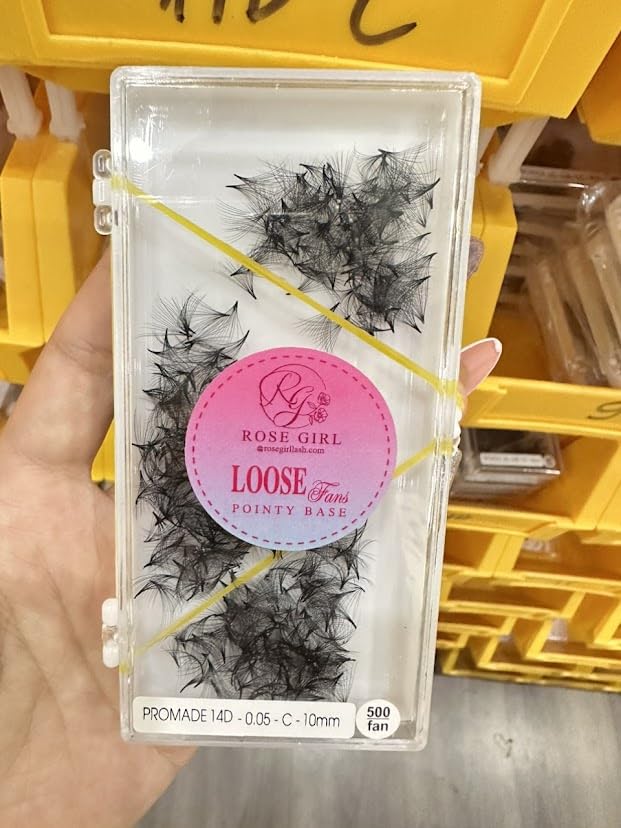 RG
ROSE GIRL
@rosegirllash.com
LOOSE Fans
POINTY BASE
PROMADE 14D - 0.05 - C - 10mm
500
fan